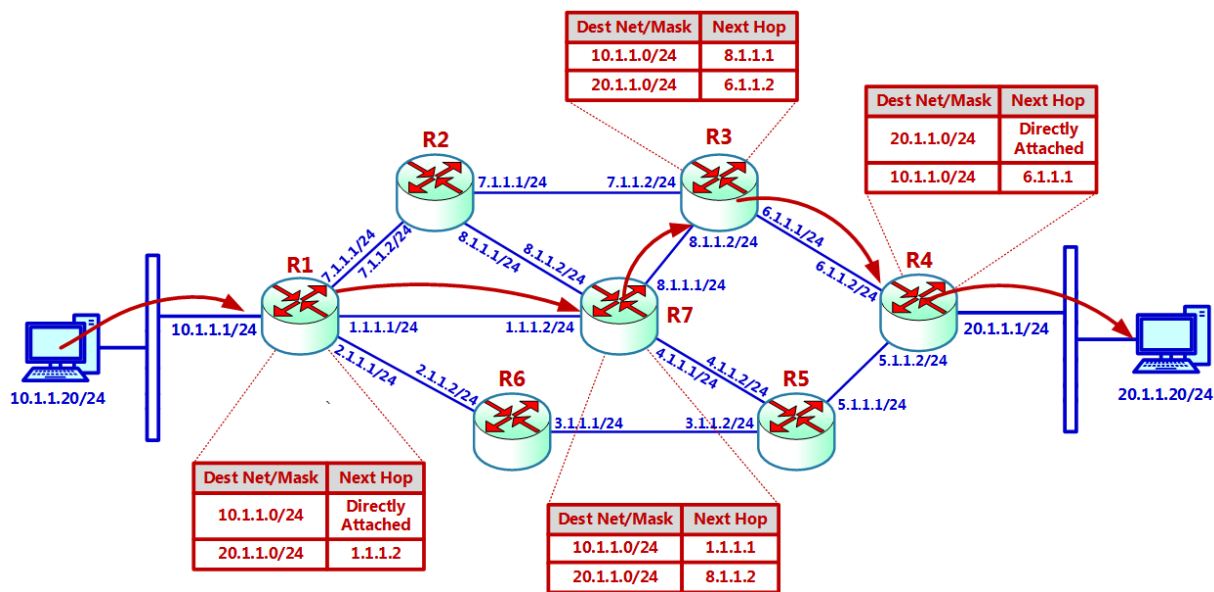 Dest Net/Mask Next Hop
10.1.1.0/24 8.1.1.1
20.1.1.0/24 6.1.1.2
Dest Net/Mask Next Hop
20.1.1.0/24 Directly
Attached
10.1.1.0/24 6.1.1.1
R2
R3
7.1.1.1/24
7.1.1.2/24
7.1.1.1/24
7.1.1.2/24
8.1.1.1/24
8.1.1.2/24
8.1.1.2/24
6.1.1.1/24
6.1.1.2/24
R4
R1
8.1.1.1/24
R7
10.1.1.1/24
1.1.1.1/24
1.1.1.2/24
20.1.1.1/24
2.1.1.1/24
2.1.1.2/24
4.1.1.2/24
4.1.1.1/24
5.1.1.2/24
R6
R5
5.1.1.1/24
10.1.1.20/24
20.1.1.20/24
3.1.1.1/24
3.1.1.2/24
Dest Net/Mask Next Hop
10.1.1.0/24 Directly
Attached
20.1.1.0/24 1.1.1.2
Dest Net/Mask Next Hop
10.1.1.0/24 1.1.1.1
20.1.1.0/24 8.1.1.2